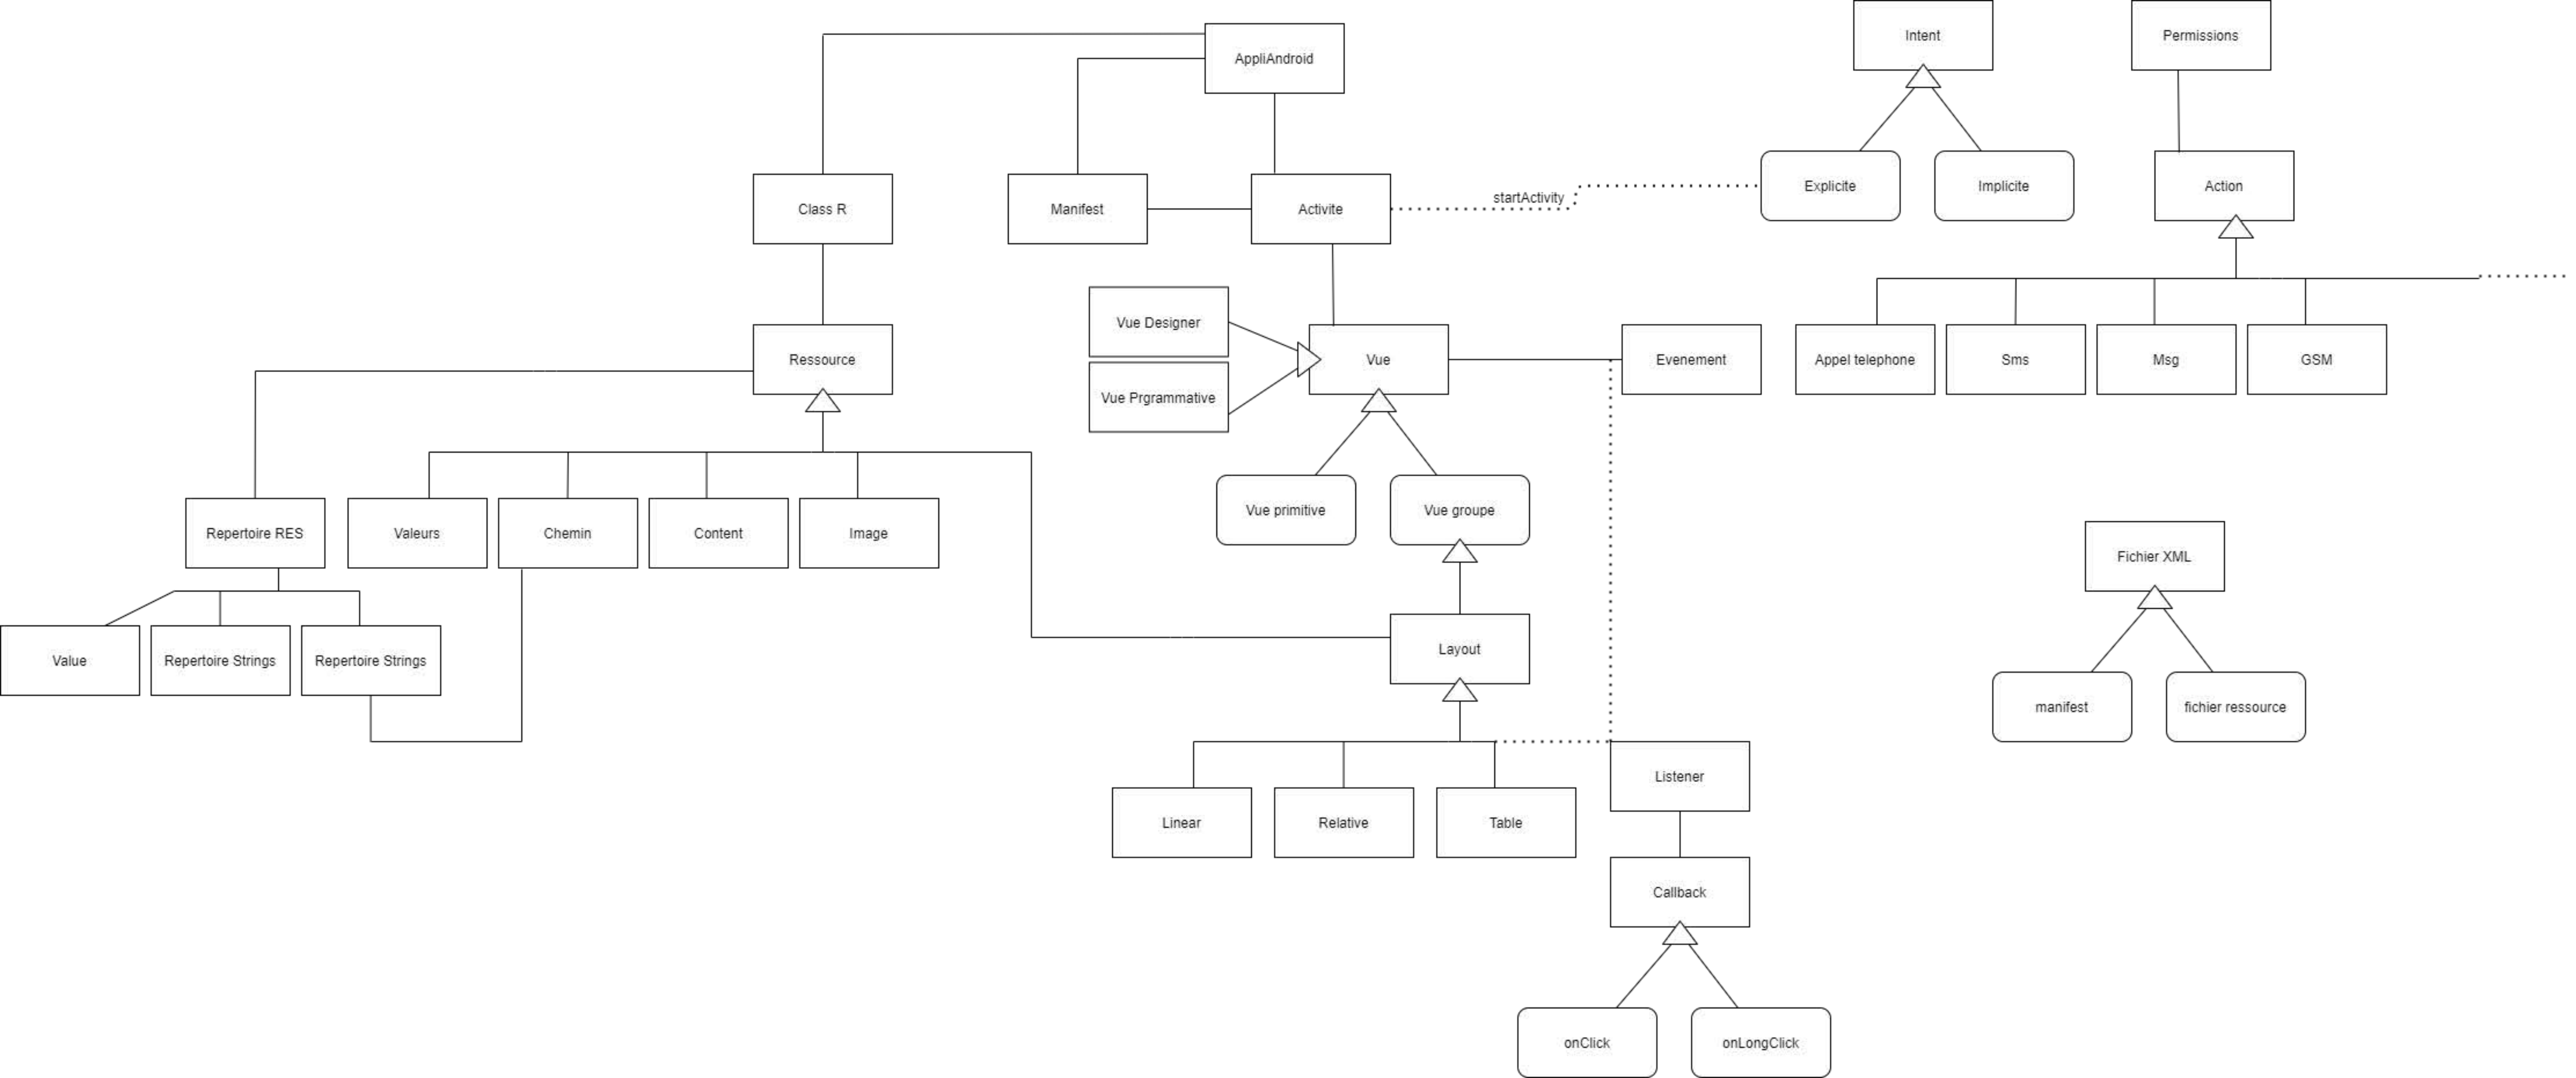 Intent
Permissions
AppliAndroid
Explicite
Implicite
Action
startActivity
Class R
Manifest
Activite
Vue Designer
Ressource
Vue
Evenement
Appel telephone
Sms
Msg
GSM
Vue Prgrammative
Vue primitive
Vue groupe
Repertoire RES
Valeurs
Chemin
Content
Image
Fichier XML
Layout
Value
Repertoire Strings
Repertoire Strings
manifest
fichier ressource
Listener
Linear
Relative
Table
Callback
onClick
onLongClick